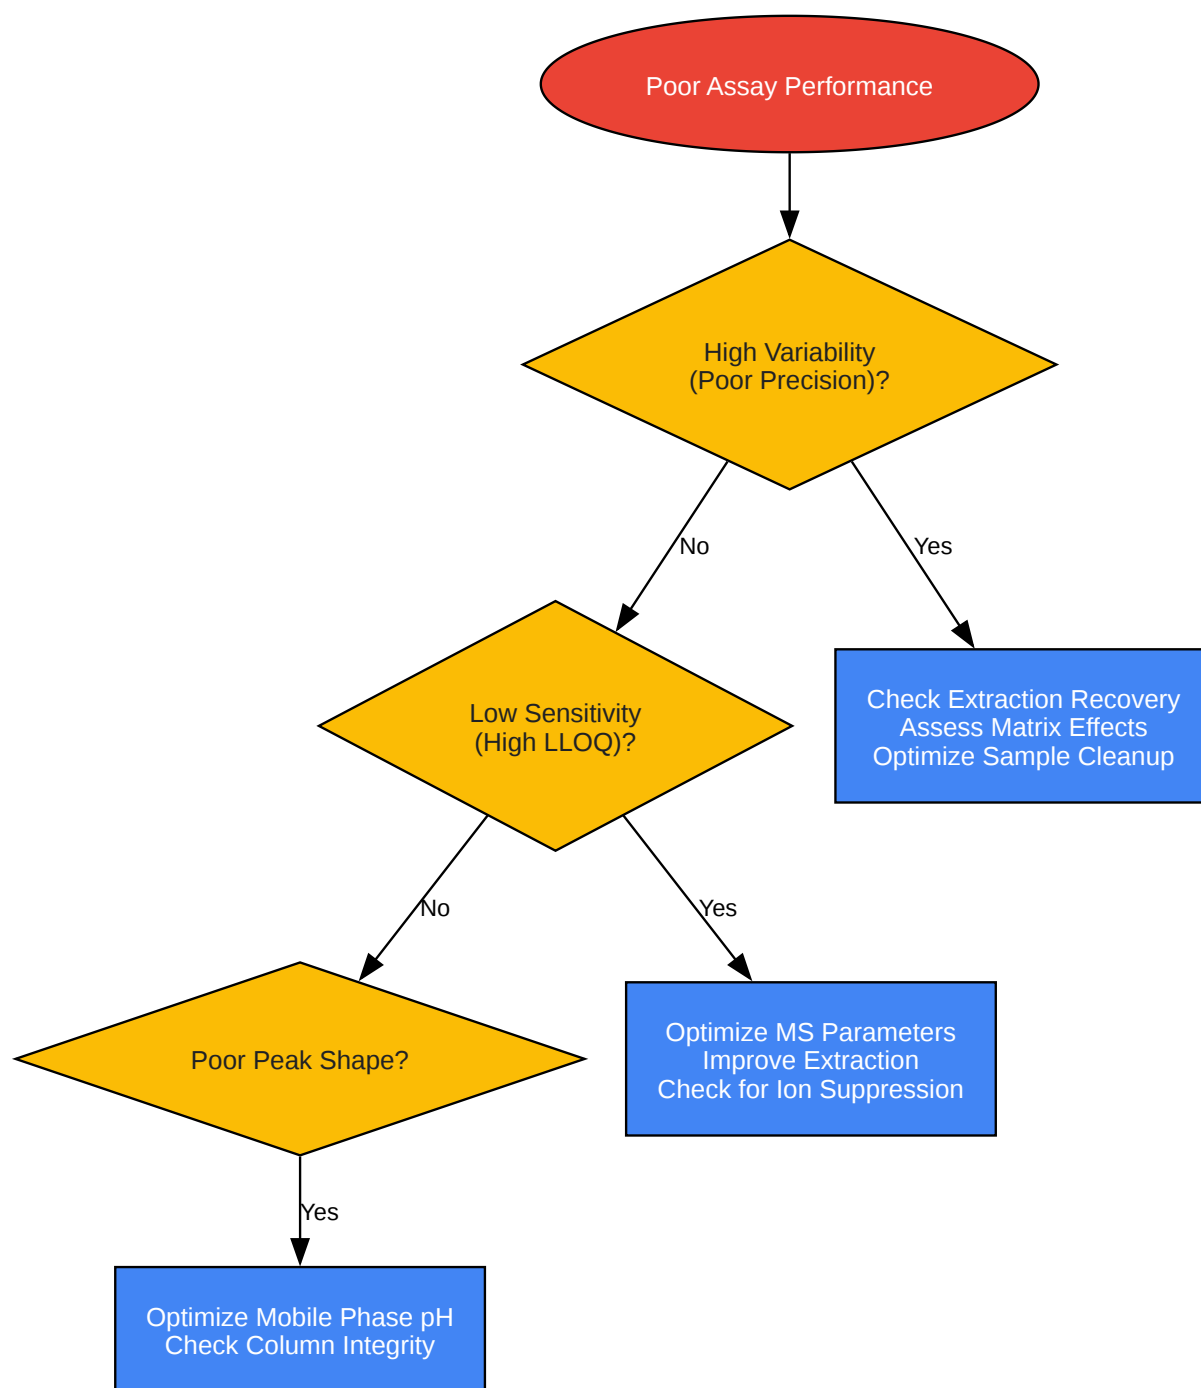 Poor Assay Performance
High Variability
(Poor Precision)?
No
Yes
Low Sensitivity
(High LLOQ)?
Check Extraction Recovery
Assess Matrix Effects
Optimize Sample Cleanup
No
Yes
Poor Peak Shape?
Optimize MS Parameters
Improve Extraction
Check for Ion Suppression
Yes
Optimize Mobile Phase pH
Check Column Integrity